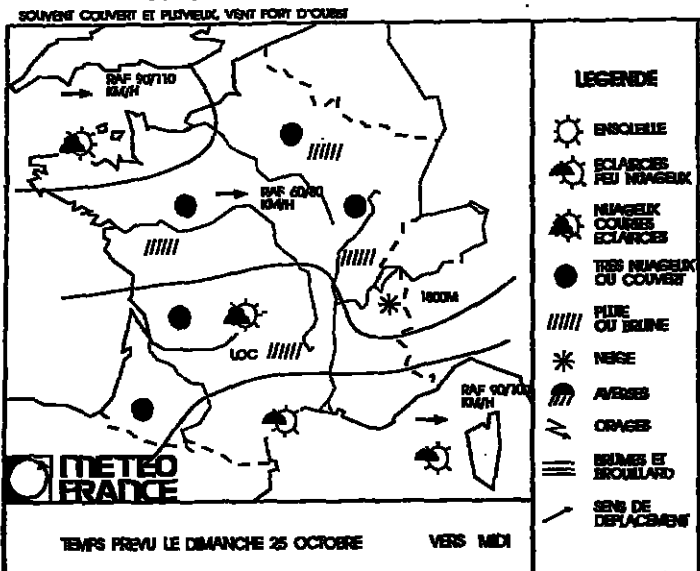 SOUVENT COUVERT ET PLUVIEUX, VENT FORT D'OUEST
RAF 90/110
KM/H
RAF 60/80
KM/H
1800M
LOC
RAF 90/100
KM/H
METEO
FRANCE
TEMPS PREVU LE DIMANCHE 25 OCTOBRE VERS MIDI
LEGENDE
ENSOLEILLE
ECLAIRCIES
PEU NUAGEUX
NUAGEUX
COURTES
ECLAIRCIES
TRES NUAGEUX
OU COUVERT
PLUIE
OU BRUINE
NEIGE
AVERSES
ORAGES
BRUMES ET
BROUILLARD
SENS DE
DEPLACEMENT